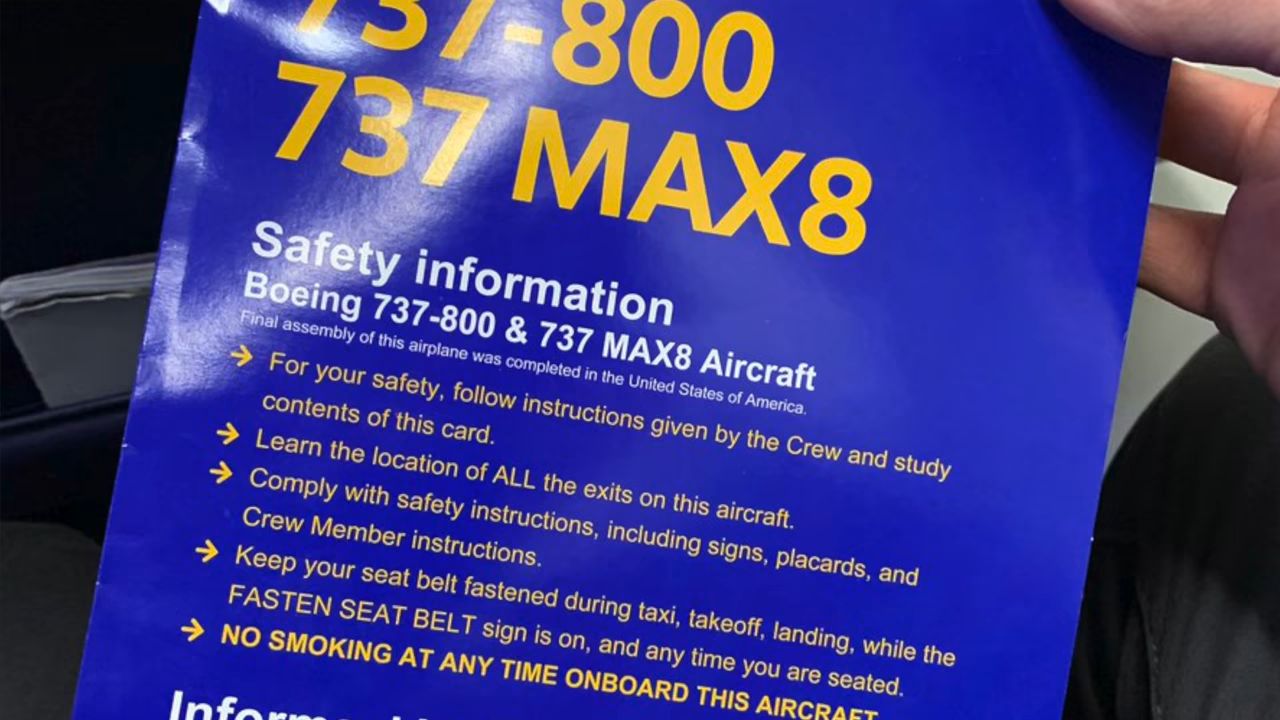 737-800
737 MAX8
Safety information
Boeing 737-800 & 737 MAX8 Aircraft
Final assembly of this airplane was completed in the United States of America.
→ For your safety, follow instructions given by the Crew and study
contents of this card.
→ Learn the location of ALL the exits on this aircraft.
→ Comply with safety instructions, including signs, placards, and
Crew Member instructions.
→ Keep your seat belt fastened during taxi, takeoff, landing, while the
FASTEN SEAT BELT sign is on, and any time you are seated.
→ NO SMOKING AT ANY TIME ONBOARD THIS AIRCRAFT